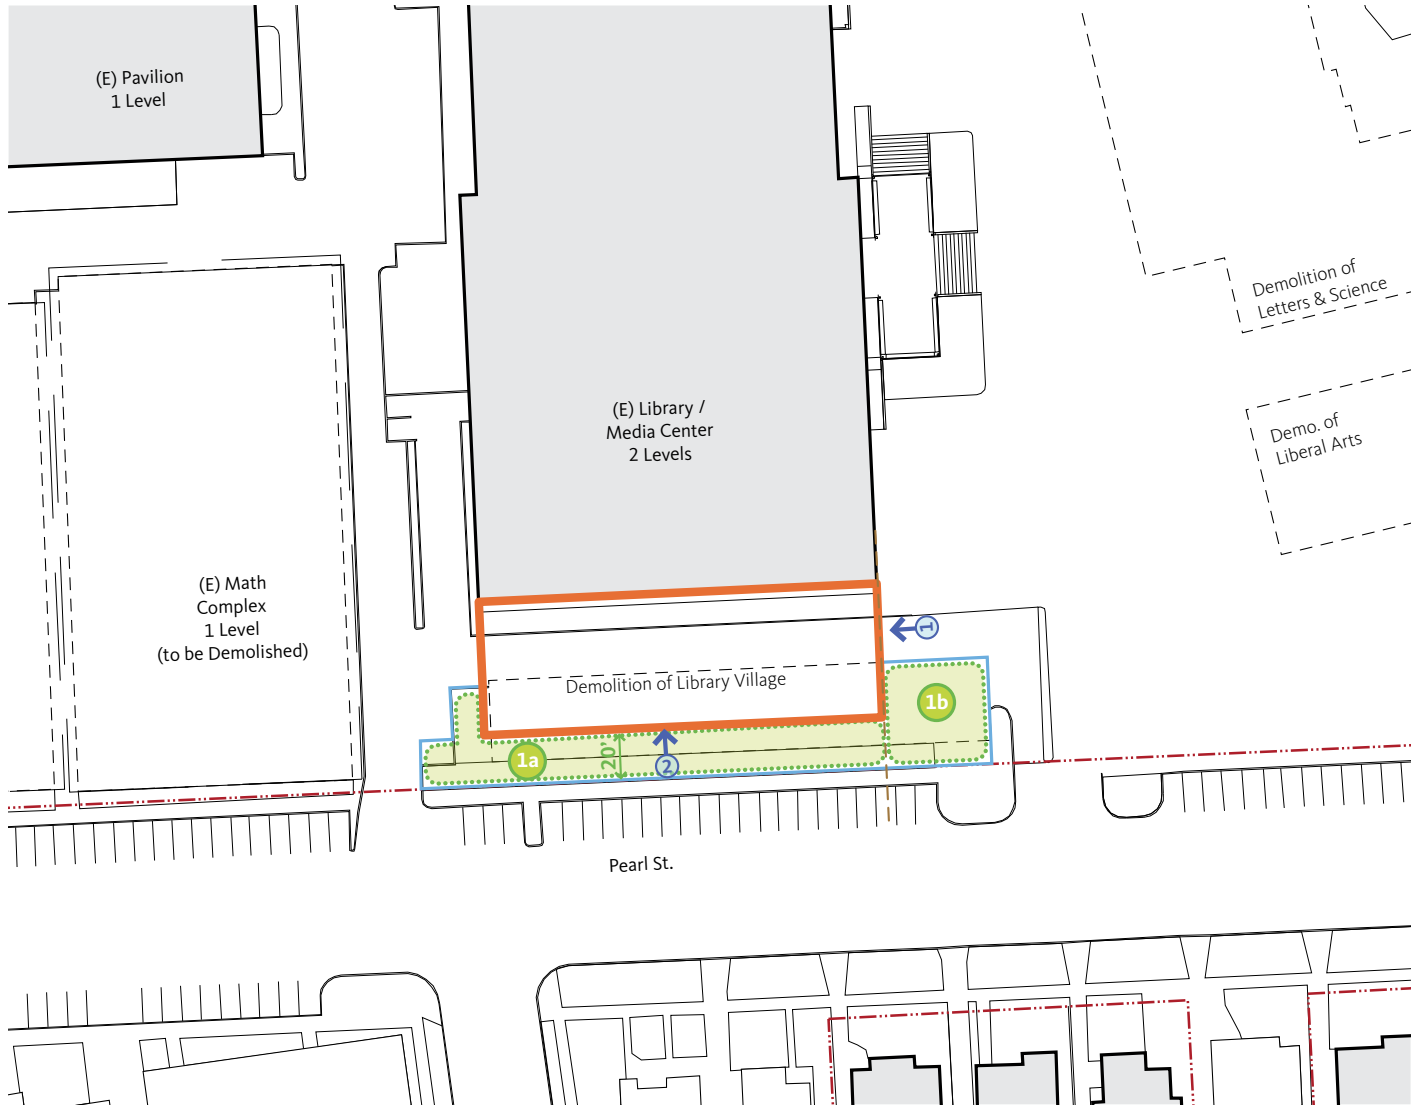 (E) Pavilion
1 Level
Demolition of
Letters & Science
(E) Library /
Media Center
2 Levels
Demo. of
Liberal Arts
(E) Math
Complex
1 Level
(to be Demolished)
1
Demolition of Library Village
1b
1a
20'
2
Pearl St.